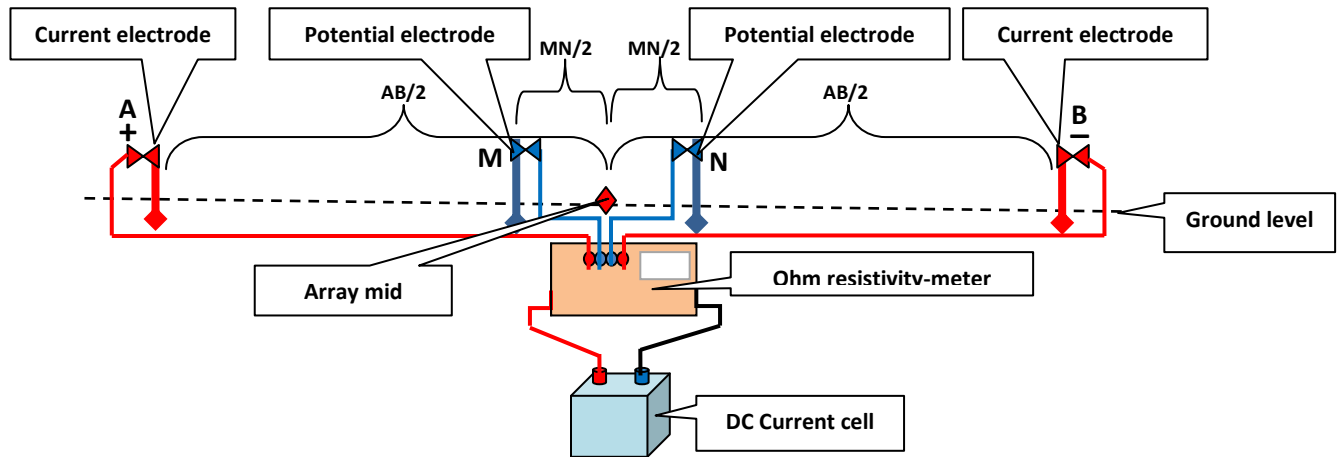 Current electrode
Potential electrode
MN/2
MN/2
Potential electrode
Current electrode
A
+
AB/2
AB/2
B
–
M
N
Ground level
Array mid
Ohm resistivity-meter
DC Current cell